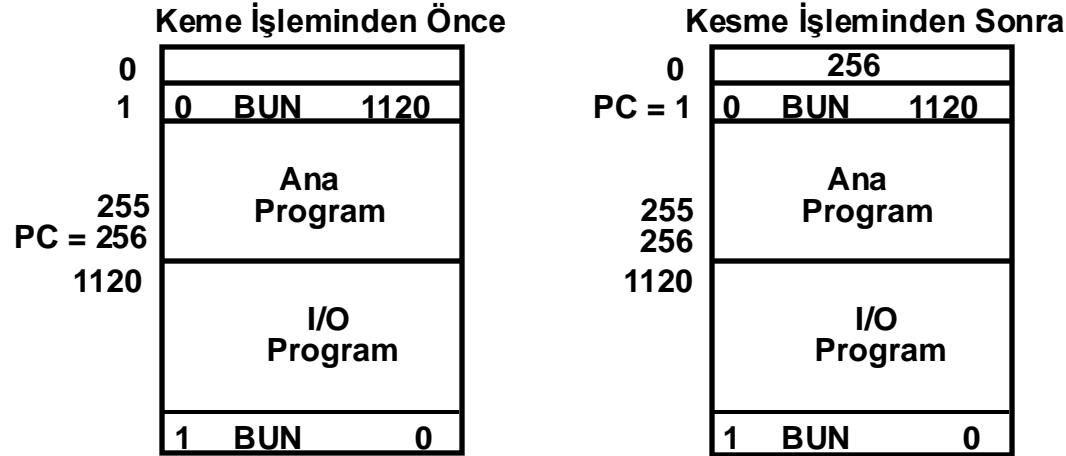 Keme İşleminden Önce
0
1 0 BUN 1120
Ana
Program
255
PC = 256
1120
I/O
Program
1 BUN 0
Kesme İşleminden Sonra
0 256
PC = 1 0 BUN 1120
Ana
Program
255
256
1120
I/O
Program
1 BUN 0